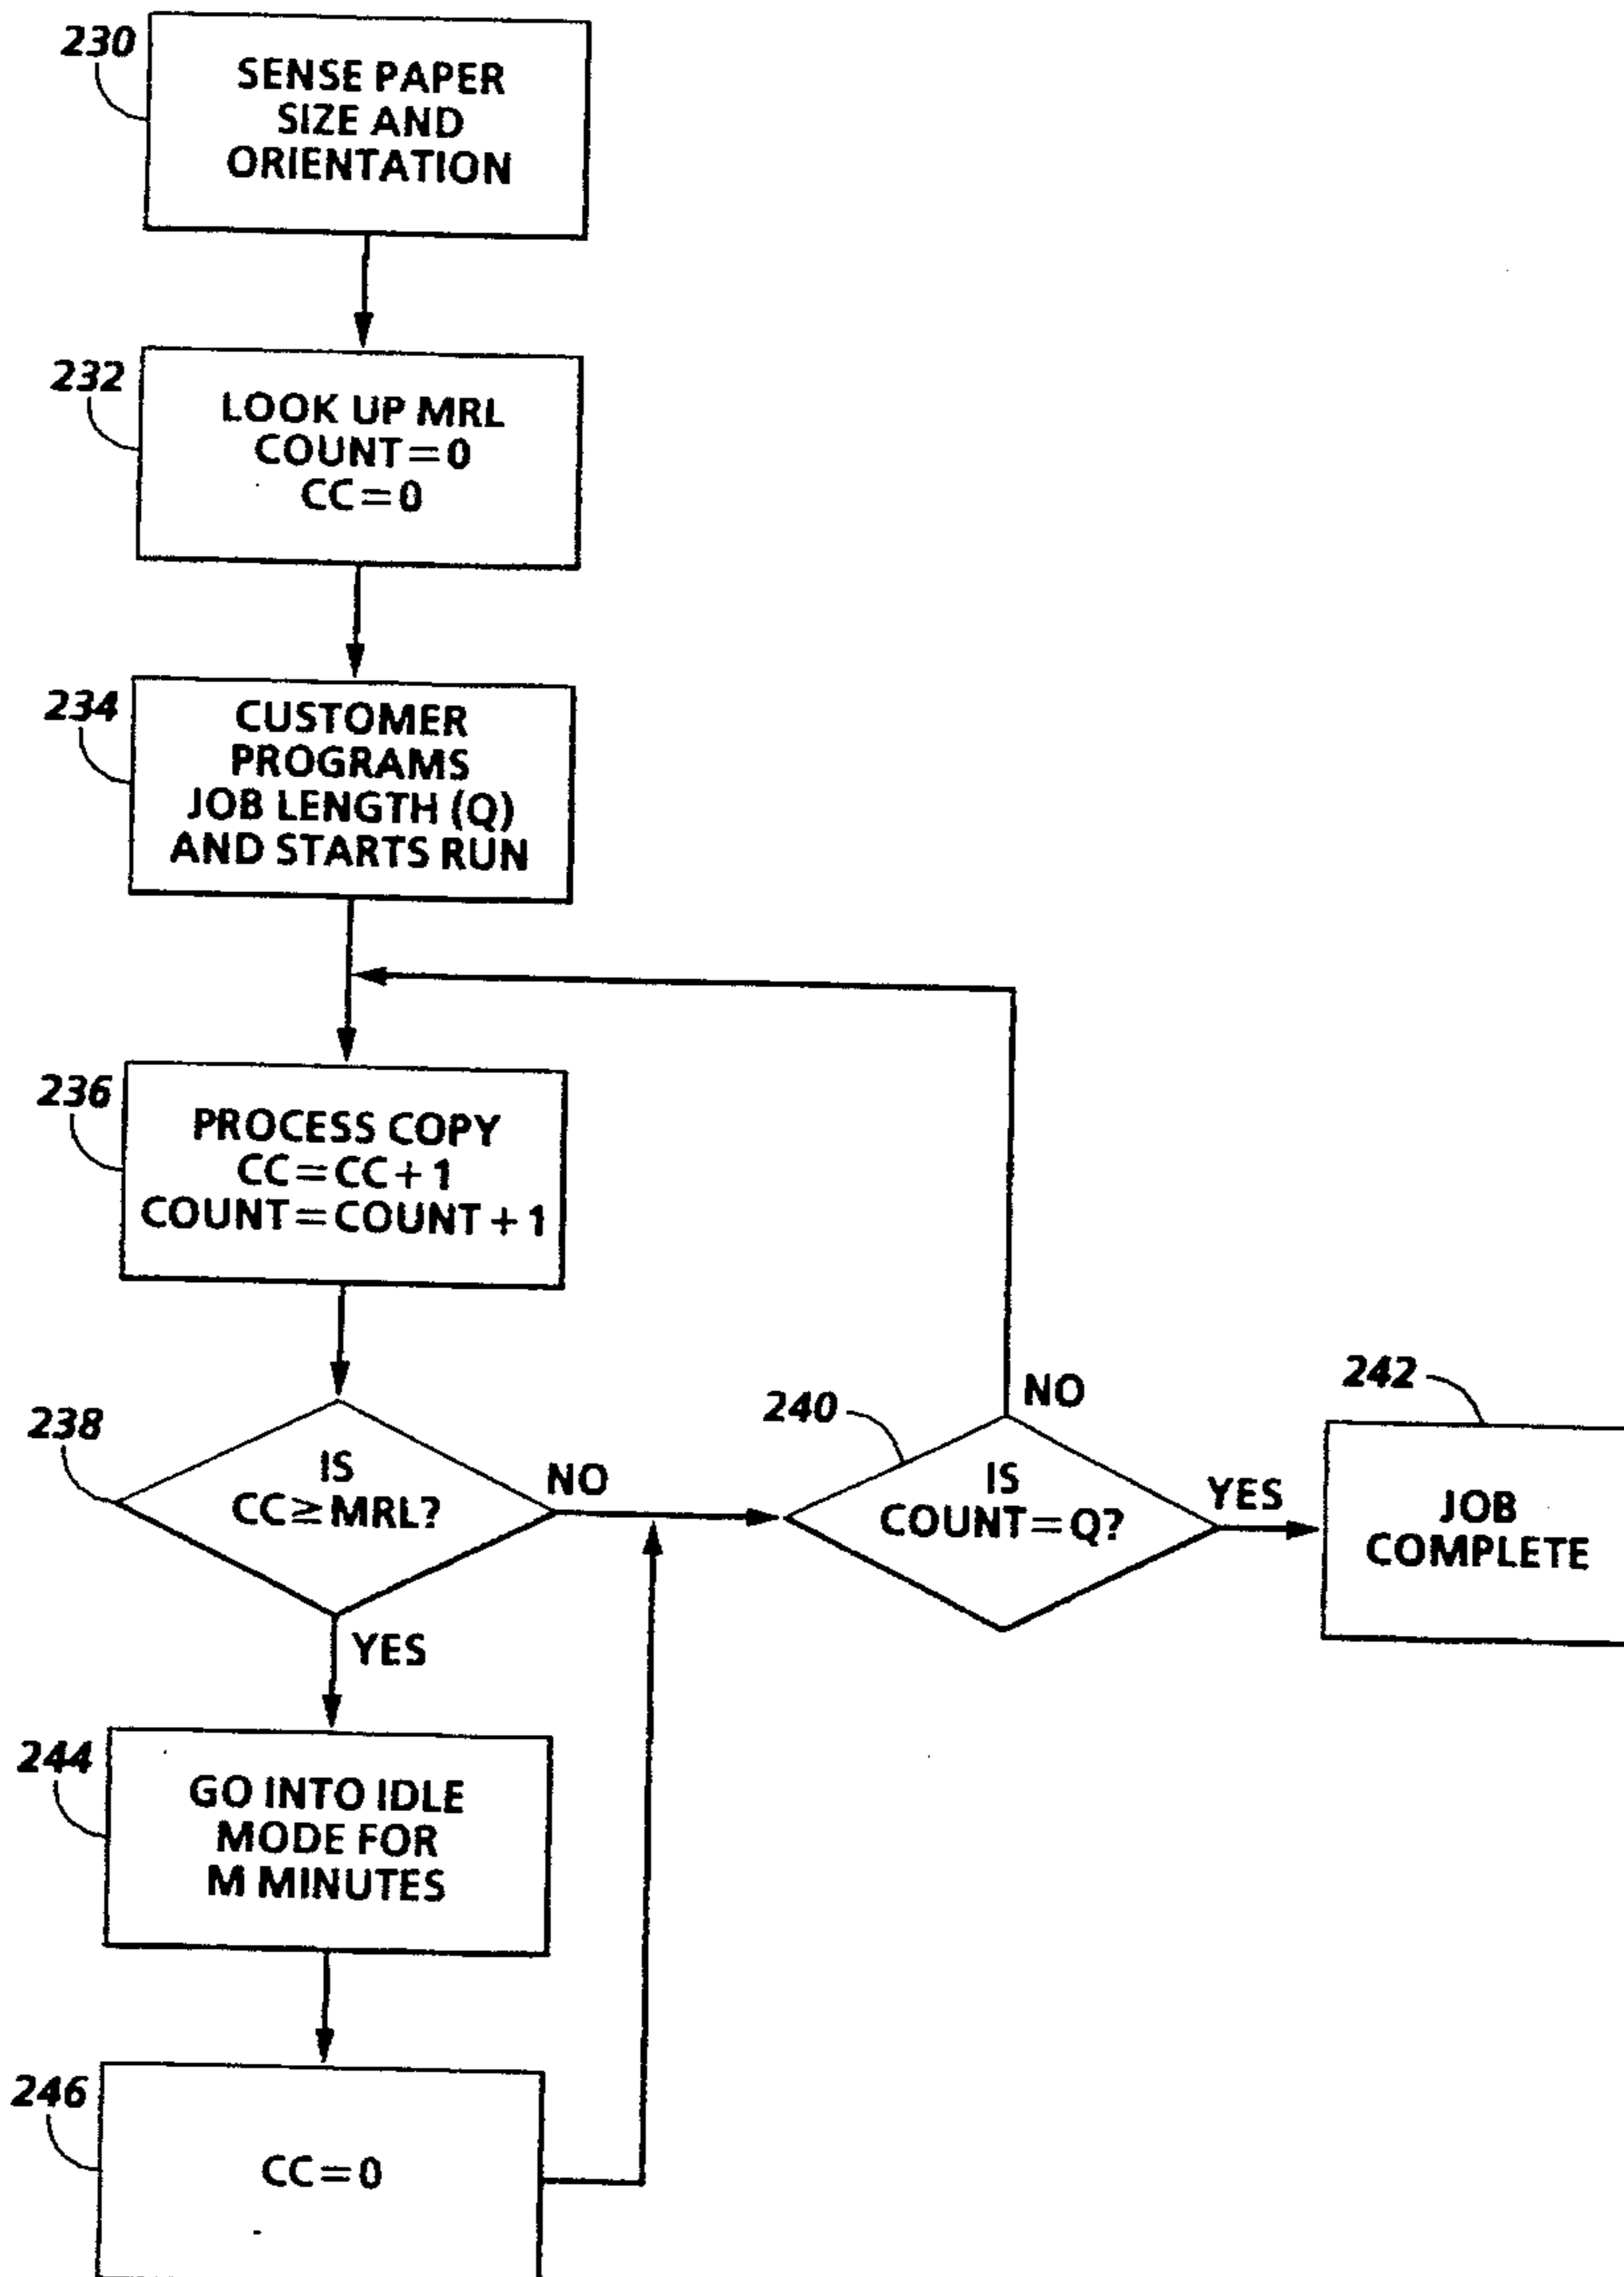 230
SENSE PAPER
SIZE AND
ORIENTATION
232
LOOK UP MRL
COUNT=0
CC=0
234
CUSTOMER
PROGRAMS
JOB LENGTH (Q)
AND STARTS RUN
236
PROCESS COPY
CC=CC+1
COUNT=COUNT+1
238
IS
CC≥MRL?
NO
YES
240
IS
COUNT=Q?
NO
YES
242
JOB
COMPLETE
244
GO INTO IDLE
MODE FOR
M MINUTES
246
CC=0